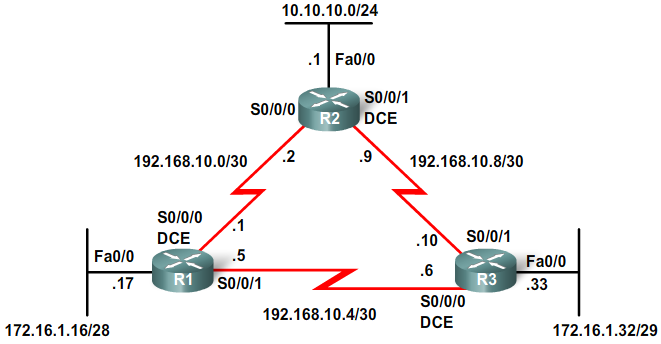 10.10.10.0/24
.1
Fa0/0
S0/0/0
R2
S0/0/1
DCE
192.168.10.0/30
.2
.9
192.168.10.8/30
S0/0/0
DCE
.1
.10
S0/0/1
Fa0/0
.17
R1
.5
S0/0/1
.6
R3
Fa0/0
.33
S0/0/0
DCE
192.168.10.4/30
172.16.1.16/28
172.16.1.32/29